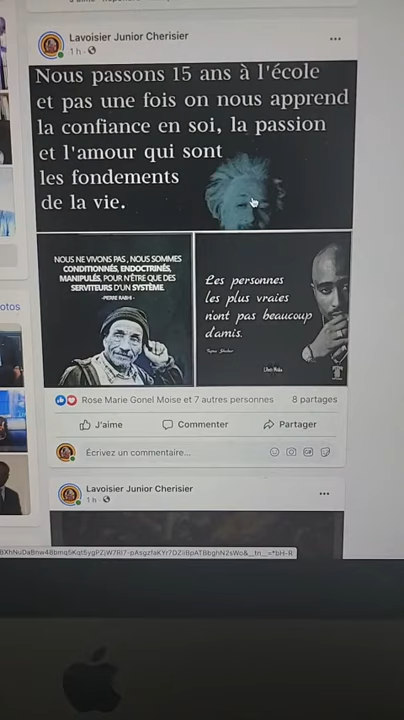 Lavoisier Junior Cherisier
1 h
Nous passons 15 ans à l'école
et pas une fois on nous apprend
la confiance en soi, la passion
et l'amour qui sont
les fondements
de la vie.
NOUS NE VIVONS PAS, NOUS SOMMES
CONDITIONNÉS, ENDOCTRINÉS,
MANIPULÉS, POUR N'ÊTRE QUE DES
SERVITEURS D'UN SYSTÈME.
-PIERRE RABHI-
Les personnes
les plus vraies
n'ont pas beaucoup
d'amis.
Tupac Shakur
otos
Rose Marie Gonel Moise et 7 autres personnes
8 partages
J'aime
Commenter
Partager
Écrivez un commentaire...
Lavoisier Junior Cherisier
1 h